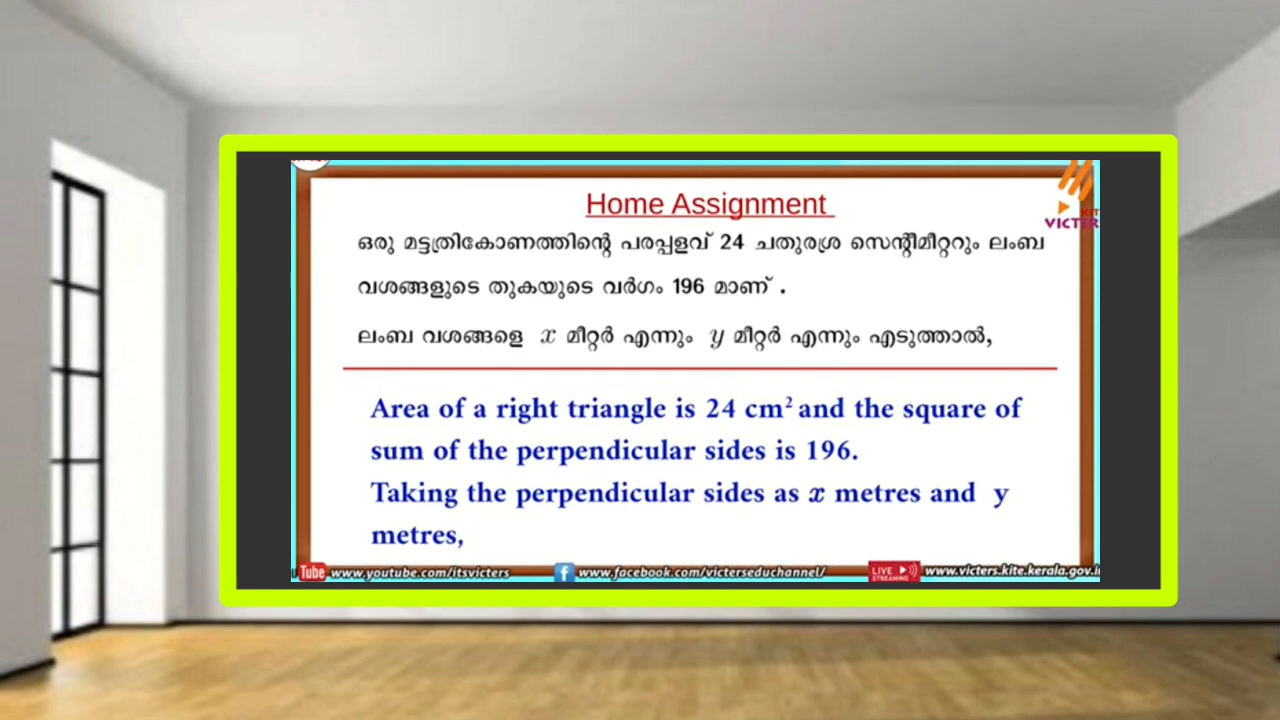 Home Assignment
ഒരു മട്ടത്രികോണത്തിന്റെ പരപ്പളവ് 24 ചതുരശ്ര സെന്റീമീറ്ററും ലംബ
വശങ്ങളുടെ തുകയുടെ വർഗം 196 മാണ് .
ലംബ വശങ്ങളെ x മീറ്റർ എന്നും y മീറ്റർ എന്നും എടുത്താൽ,
Area of a right triangle is 24 cm² and the square of
sum of the perpendicular sides is 196.
Taking the perpendicular sides as x metres and y
metres,
Tube www.youtube.com/itsvicters
f www.facebook.com/victerseduchannel/
LIVE STREAMING www.victers.kite.kerala.gov.i
KIT
VICTER